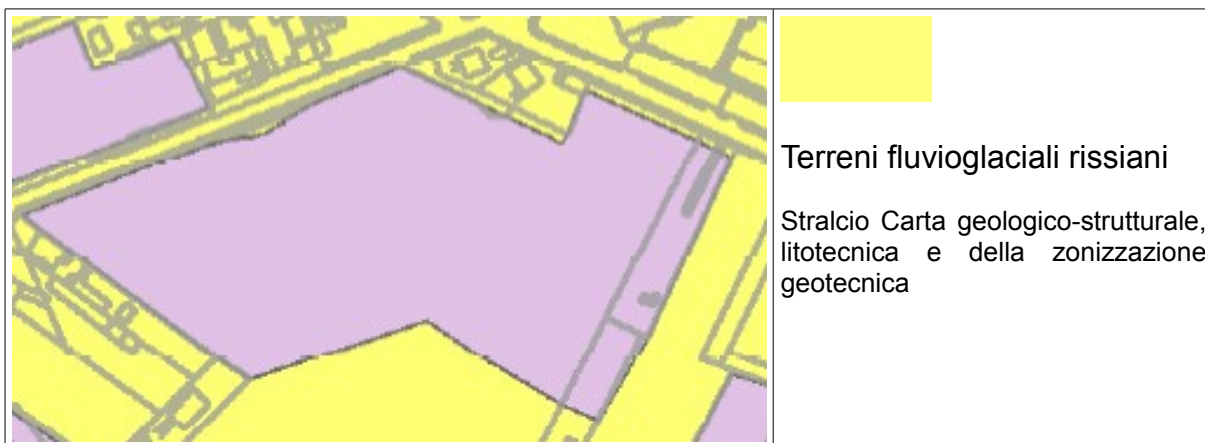 Terreni fluvioglaciali rissiani
Stralcio Carta geologico-strutturale,
litotecnica e della zonizzazione
geotecnica